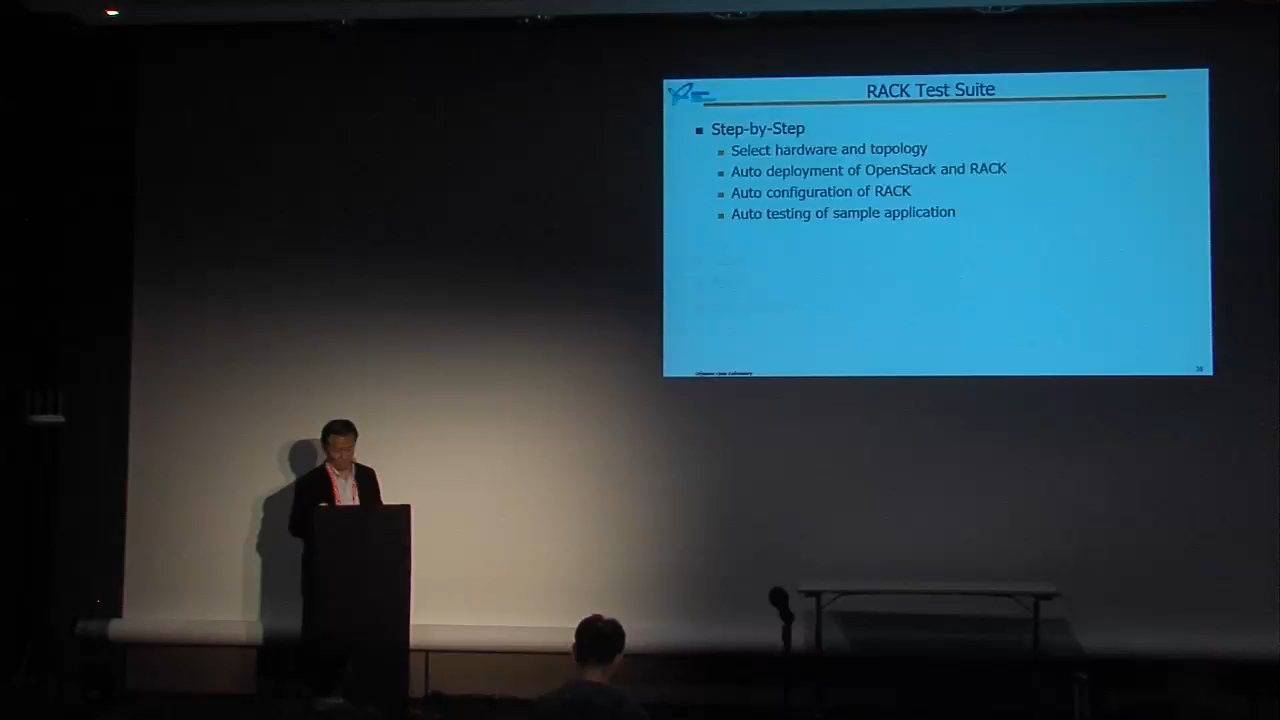 RACK Test Suite
Step-by-Step
Select hardware and topology
Auto deployment of OpenStack and RACK
Auto configuration of RACK
Auto testing of sample application